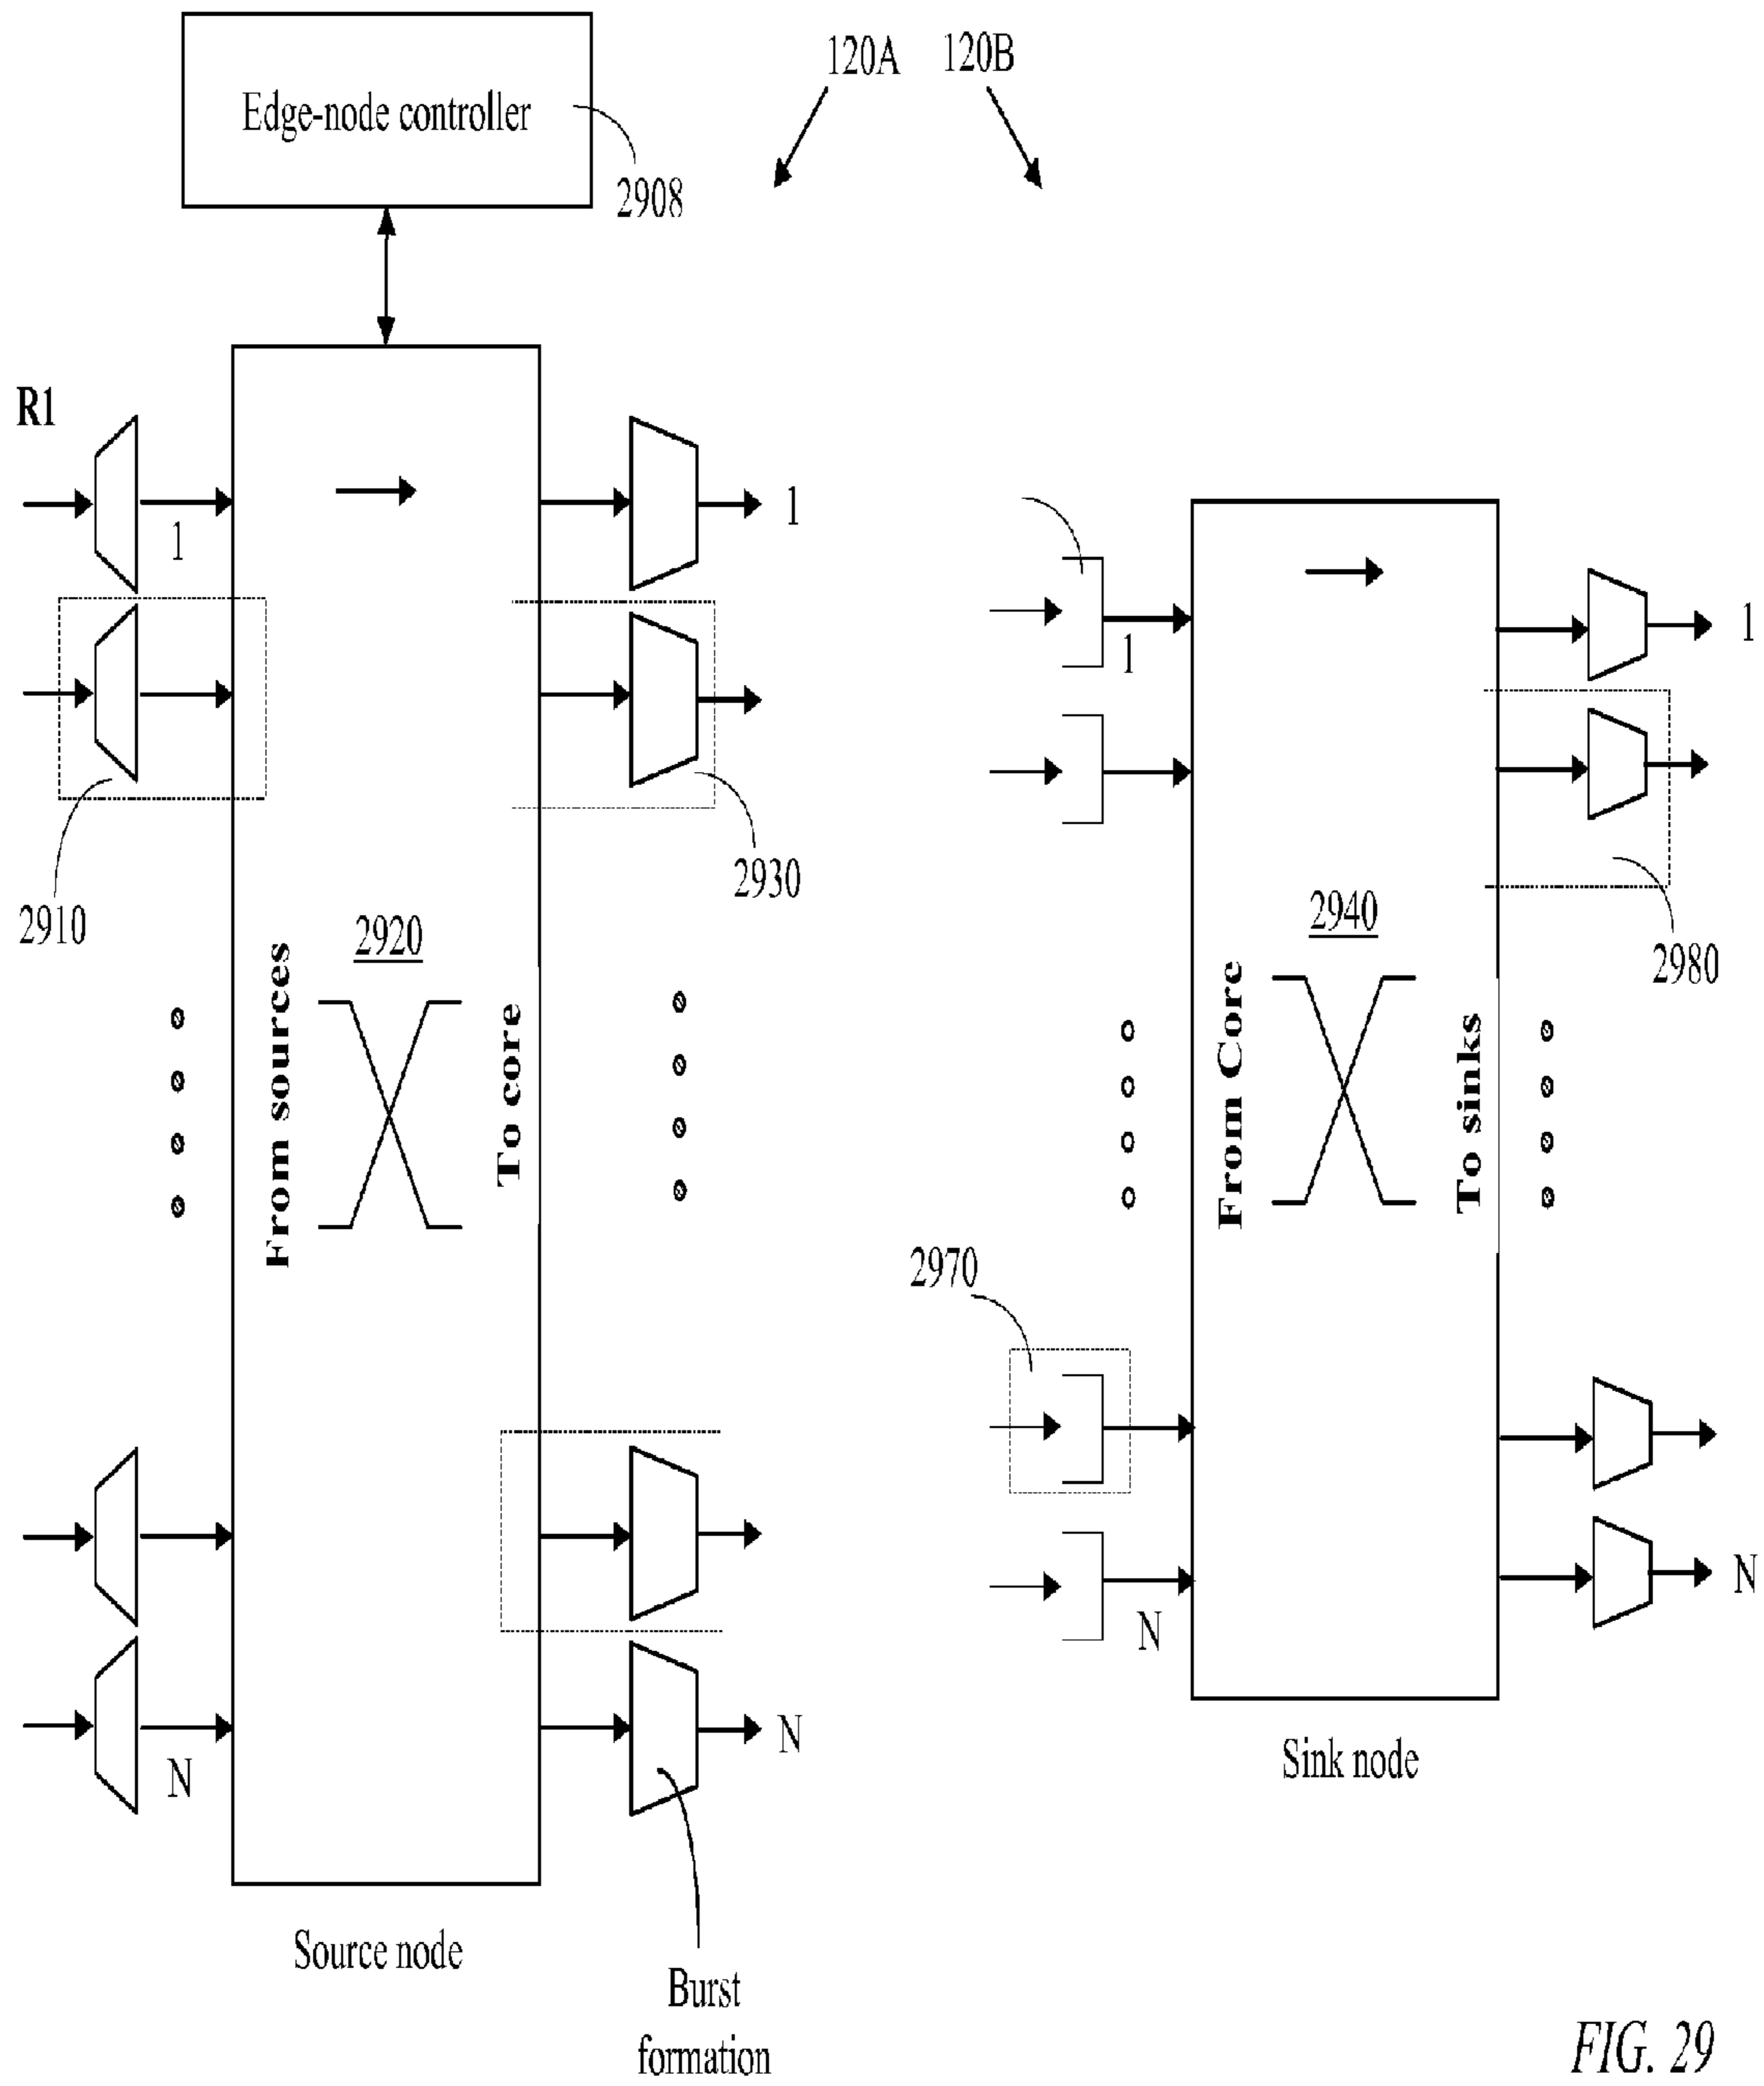 120A 120B
Edge-node controller
2908
R1
1
1
1
1
2910
2930
2920
2940
2980
From sources
To core
From Core
To sinks
2970
N
N
N
N
Source node
Sink node
Burst
formation
FIG. 29